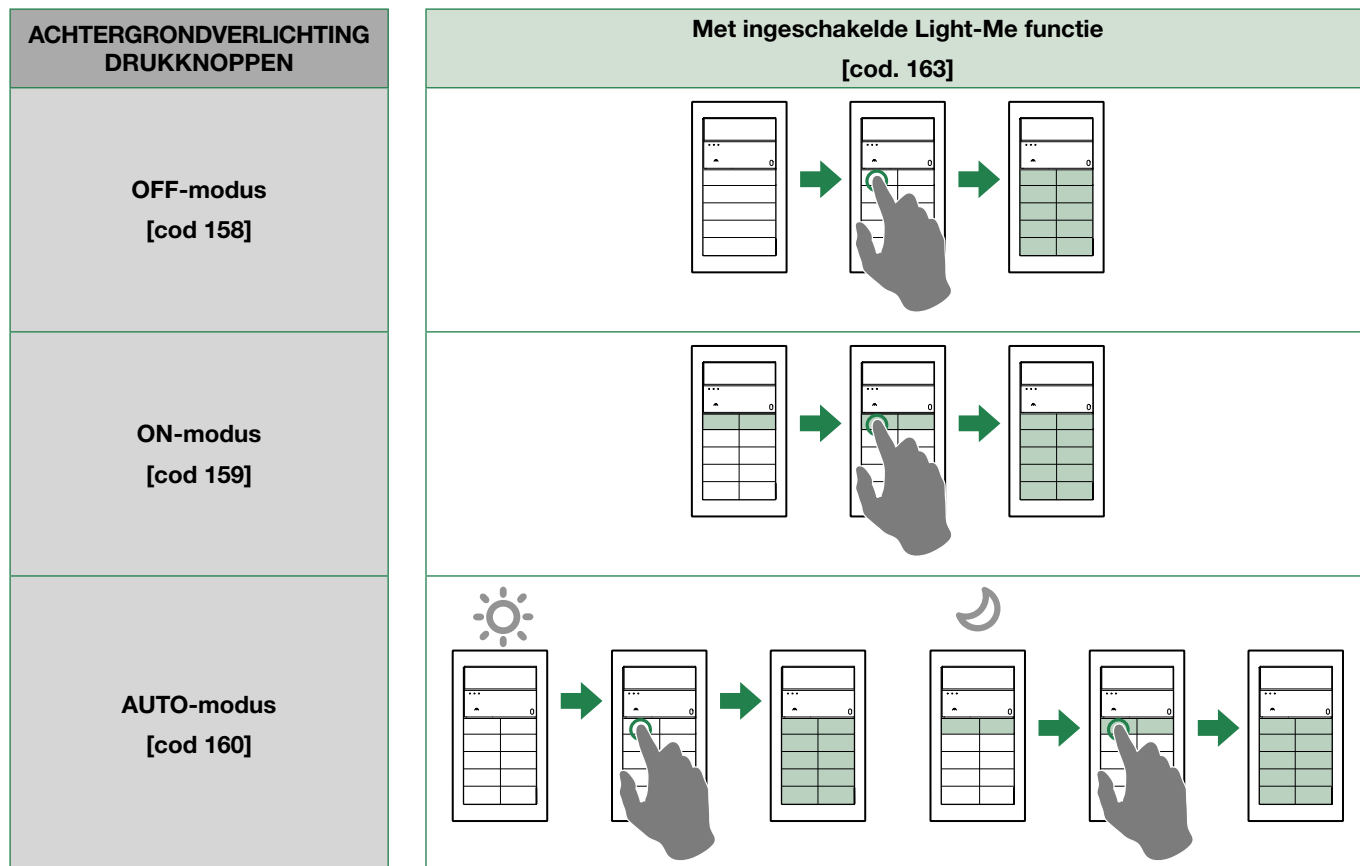 ACHTERGRONDVERLICHTING
DRUKKNOPPEN
Met ingeschakelde Light-Me functie
[cod. 163]
OFF-modus
[cod 158]
ON-modus
[cod 159]
AUTO-modus
[cod 160]